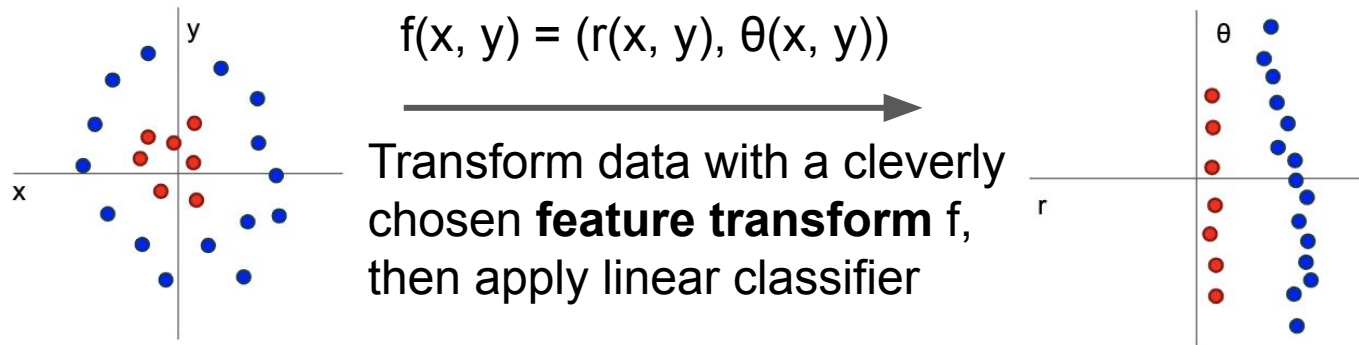 y
x
f(x, y) = (r(x, y), θ(x, y))
Transform data with a cleverly
chosen feature transform f,
then apply linear classifier
θ
r